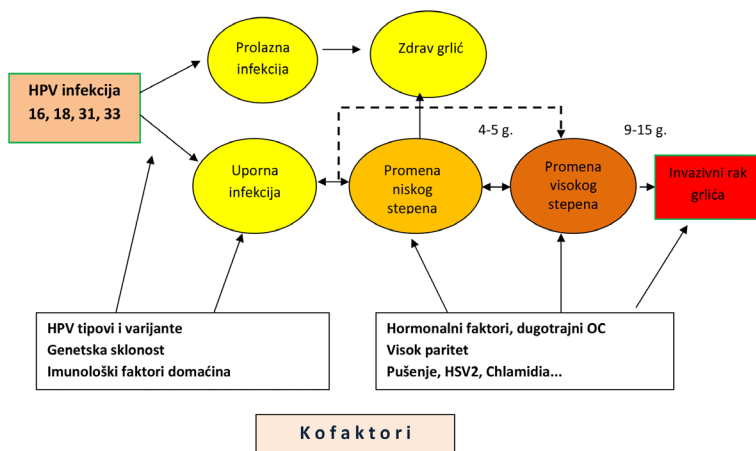 Prolazna
infekcija
Zdrav grlić
HPV infekcija
16, 18, 31, 33
4-5 g.
9-15 g.
Uporna
infekcija
Promena
niskog
stepena
Promena
visokog
stepena
Invazivni rak
grlića
HPV tipovi i varijante
Genetska sklonost
Imunološki faktori domaćina
Hormonalni faktori, dugotrajni OC
Visok paritet
Pušenje, HSV2, Chlamidia...
Kofaktori